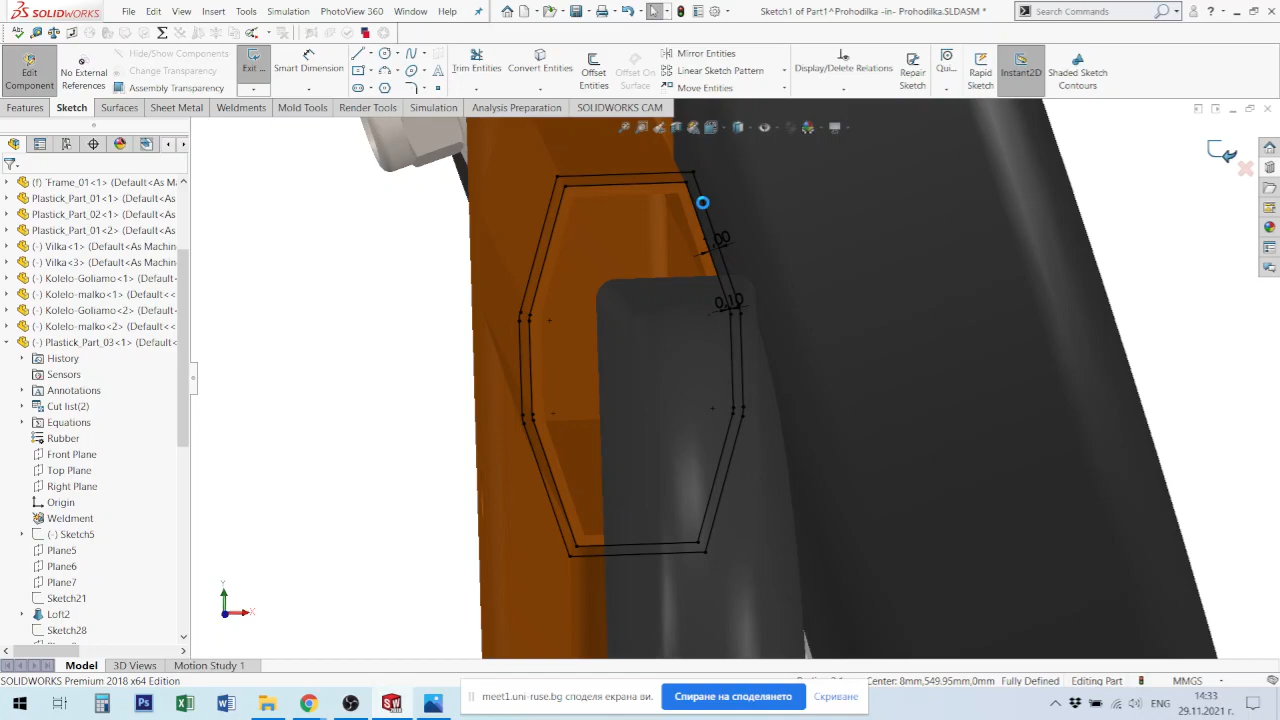 SOLIDWORKS File Edit View Insert Tools Simulation PhotoView 360 Window Help Sketch1 of Part1^Prohodilka -in- Prohodilka.SLDASM * Search Commands
Edit Component
No External References
Hide/Show Components
Change Transparency
Assembly Transparency
Exit ...
Smart Dimension
Trim Entities
Convert Entities
Offset Entities
Offset On Surface
Mirror Entities
Linear Sketch Pattern
Move Entities
Display/Delete Relations
Repair Sketch
Qui...
Rapid Sketch
Instant2D
Shaded Sketch Contours
Features Sketch Surfaces Sheet Metal Weldments Mold Tools Render Tools Simulation Analysis Preparation SOLIDWORKS CAM
(f) Frame_01<1> (Default<As Ma
Plastick_Part_01<1> (Default<A
Plastick_Part_02<1> (Default<A
Plastick_Part_01<2> (Default<A
(-) Vilka<1> (Default<As Machin
(-) Vilka<3> (Default<As Machin
(-) Kolelo-Goliamo<1> (Default
(-) Kolelo-malko<1> (Default<<
(-) Kolelo-Goliamo<2> (Default
(-) Kolelo-malko<2> (Default<<
(-) Plastick_Part_03<1> (Default
History
Sensors
Annotations
Cut list(2)
Equations
Rubber
Front Plane
Top Plane
Right Plane
Origin
Weldment
(-) Sketch5
Plane5
Plane6
Plane7
Sketch21
Loft2
Sketch28
0,10
Y
X
Model 3D Views Motion Study 1
SOLIDWORKS Premium 2018 x64 Edition
Center: 8mm,549.95mm,0mm Fully Defined Editing Part MMGS
meet1.uni-ruse.bg споделя екрана ви. Спиране на споделянето Скриване
14:33
29.11.2021 г.